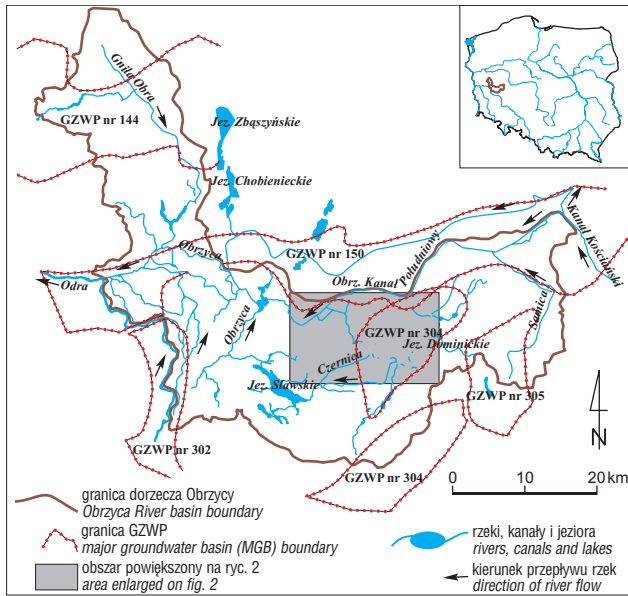 Gniła Obra
GZWP nr 144
Jez. Zbąszyńskie
Jez. Chobienieckie
Obrzyca
GZWP nr 150
Południowy
Kanał Kościański
Odra
Obrz. Kanał
Obrzyca
GZWP nr 304
Samica
Jez. Dominickie
Czernica
Jez. Sławskie
GZWP nr 305
GZWP nr 302
GZWP nr 304
N
0 10 20 km
granica dorzecza Obrzycy
Obrzyca River basin boundary
granica GZWP
major groundwater basin (MGB) boundary
obszar powiększony na ryc. 2
area enlarged on fig. 2
rzeki, kanały i jeziora
rivers, canals and lakes
kierunek przepływu rzek
direction of river flow